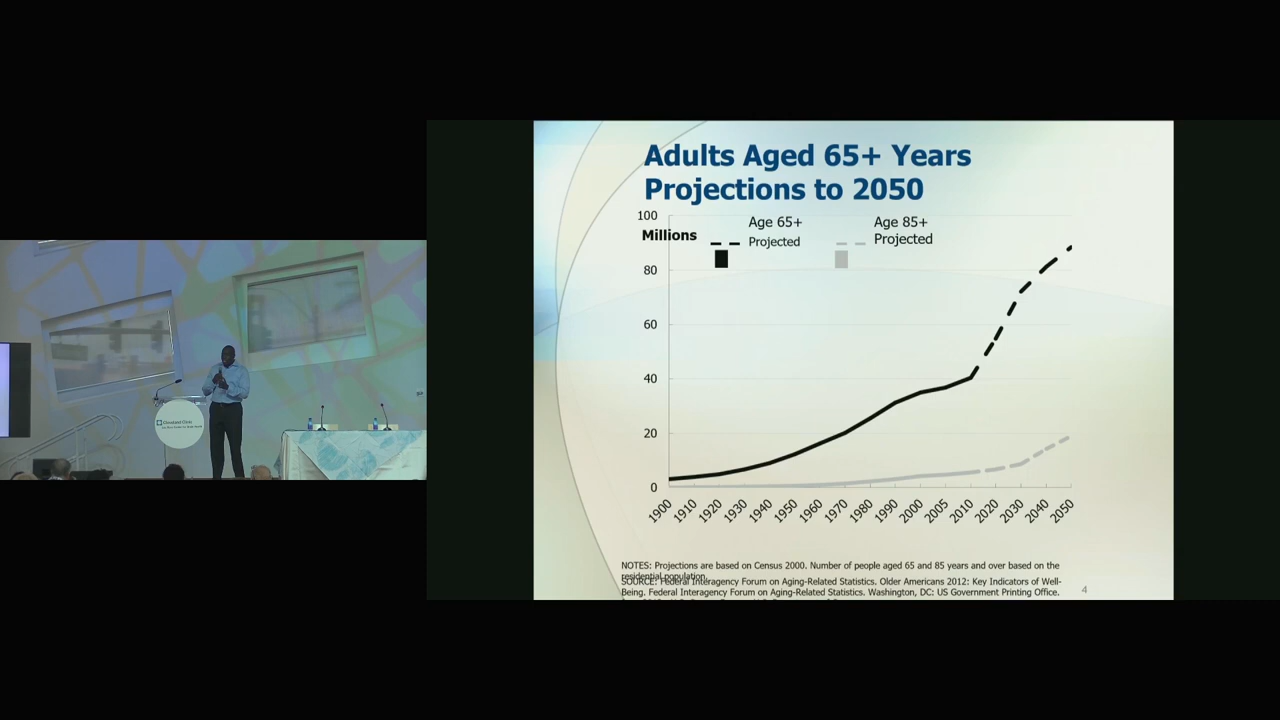 Adults Aged 65+ Years
Projections to 2050
100
Millions
Age 65+
Projected
Age 85+
Projected
80
60
40
20
0
1900
1910
1920
1930
1940
1950
1960
1970
1980
1990
2000
2005
2010
2020
2030
2040
2050
NOTES: Projections are based on Census 2000. Number of people aged 65 and 85 years and over based on the
residential population.
SOURCE: Federal Interagency Forum on Aging-Related Statistics. Older Americans 2012: Key Indicators of Well-
Being. Federal Interagency Forum on Aging-Related Statistics. Washington, DC: US Government Printing Office.
4
Cleveland Clinic